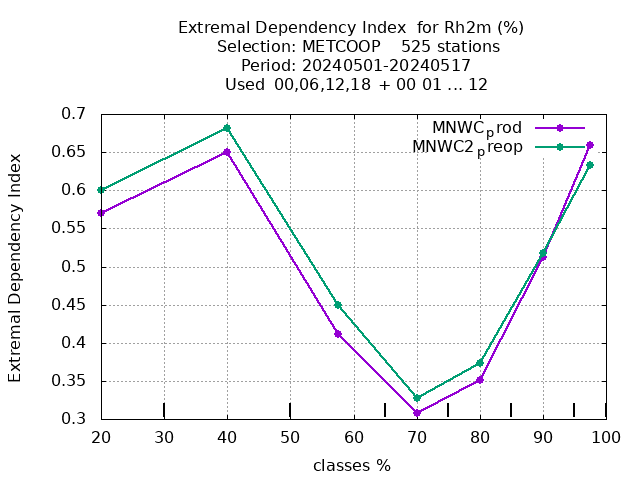 Extremal Dependency Index  for Rh2m (%)
Selection: METCOOP    525 stations
Period: 20240501-20240517
Used  00,06,12,18 + 00 01 ... 12
MNWCprod
MNWC2preop
0.7
0.65
0.6
0.55
0.5
0.45
0.4
0.35
0.3
Extremal Dependency Index
20 30 40 50 60 70 80 90 100
classes %